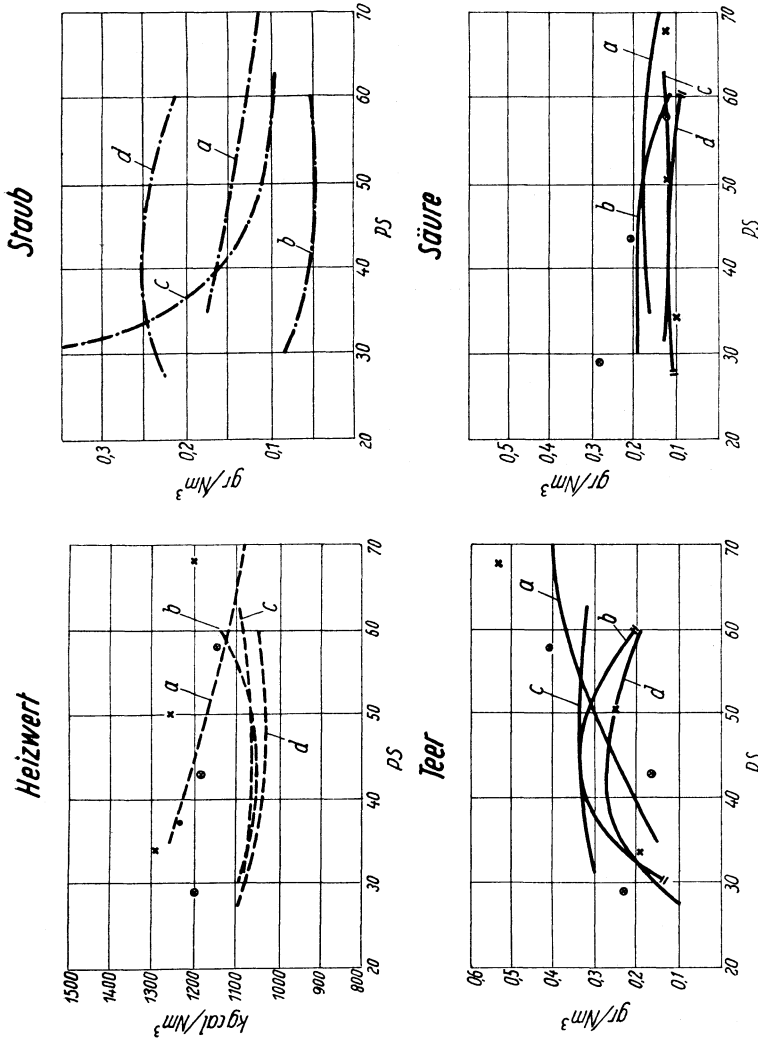 Heizwert
1500
1400
1300
1200
1100
1000
900
800
kgcal/Nm³
a
b
c
d
20
30
40
50
60
70
PS
Staub
0,3
0,2
0,1
gr/Nm³
d
a
c
b
20
30
40
50
60
70
PS
Teer
0,6
0,5
0,4
0,3
0,2
0,1
gr/Nm³
a
c
b
d
20
30
40
50
60
70
PS
Säure
0,5
0,4
0,3
0,2
0,1
gr/Nm³
a
b
c
d
20
30
40
50
60
70
PS